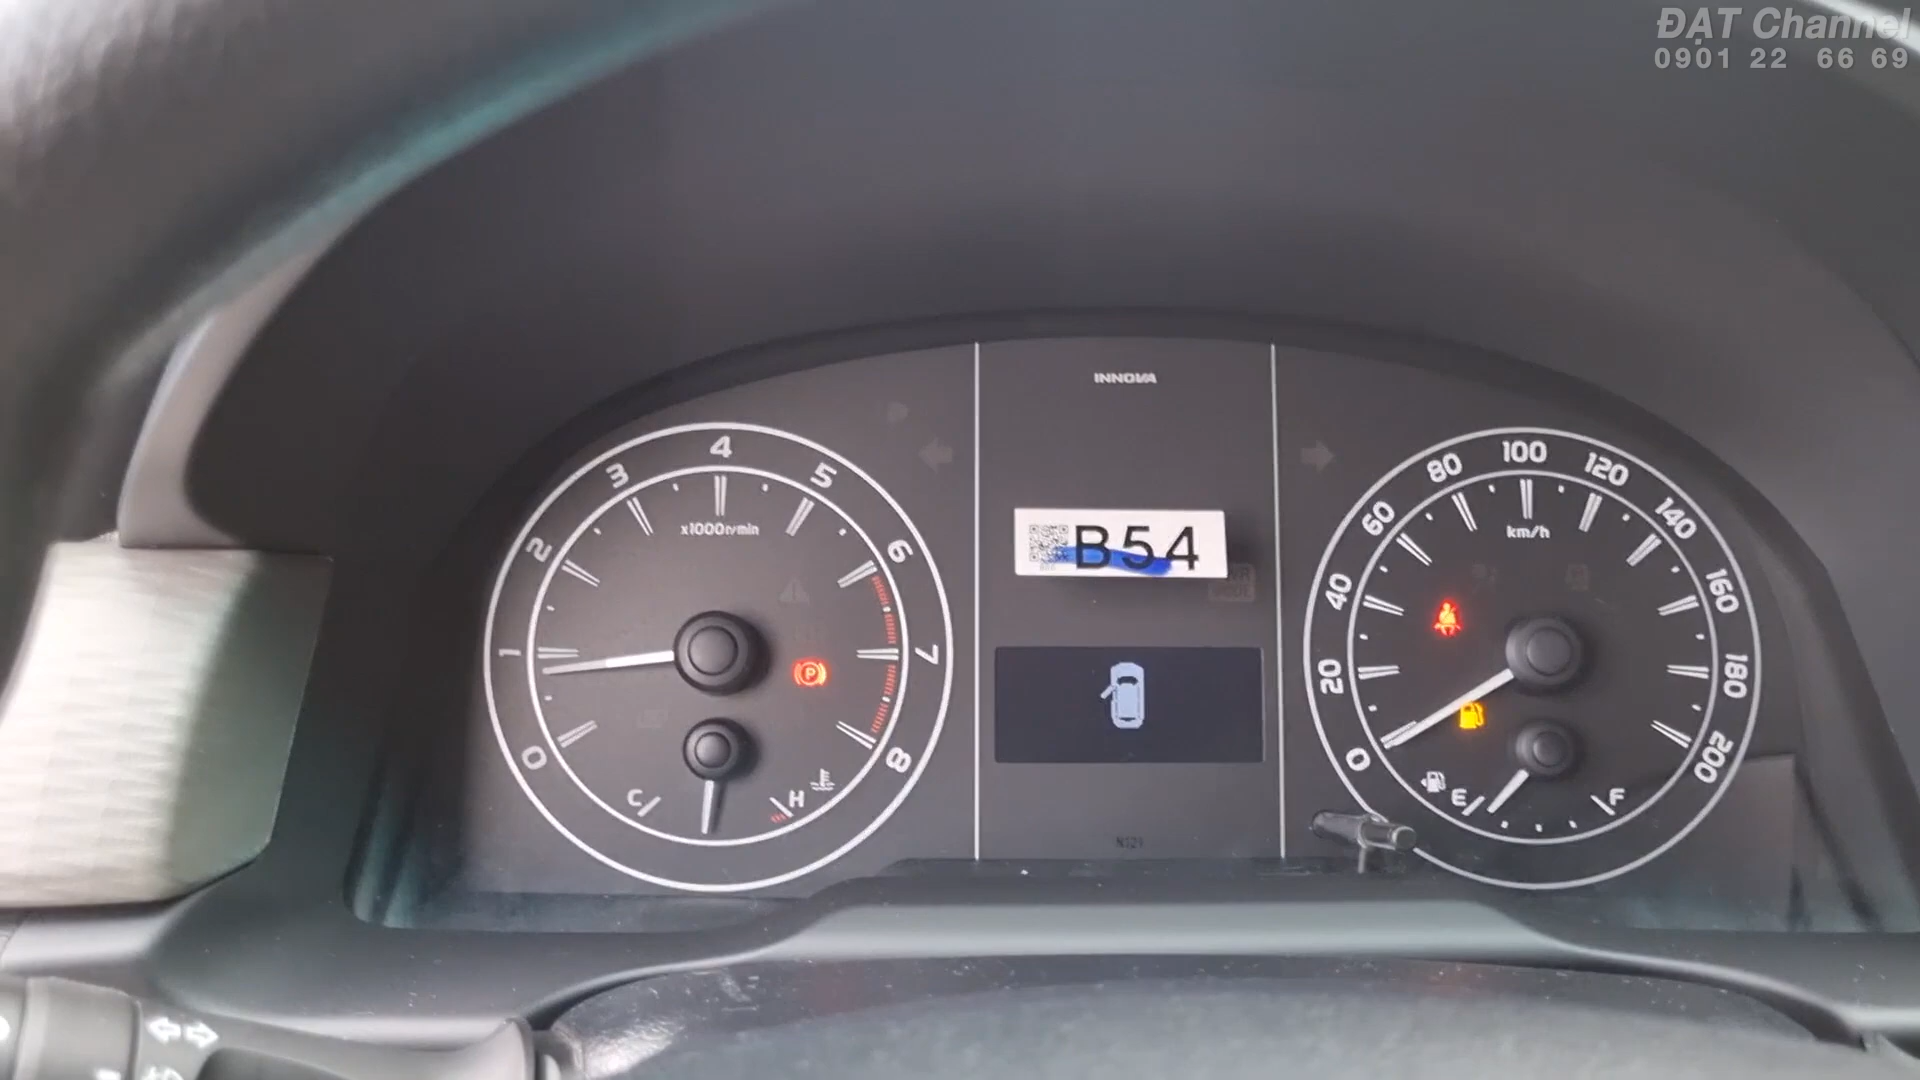 ĐẠT Channel
0901 22 66 69
INNOVA
0 1 2 3 4 5 6 7 8
x1000r/min
P
C H
B54
0 20 40 60 80 100 120 140 160 180 200
km/h
E F
N121